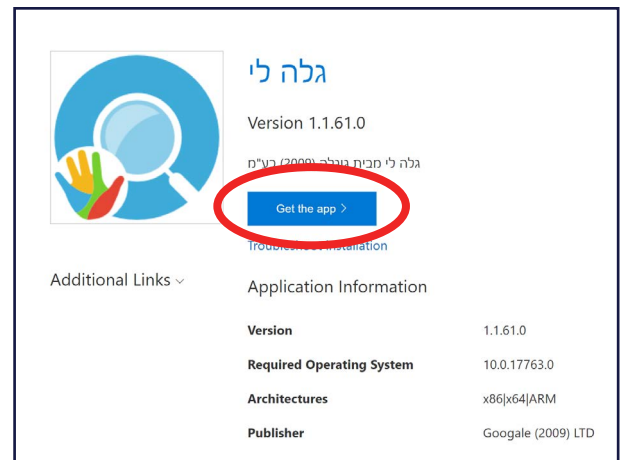 גלה לי
Version 1.1.61.0
גלה לי מבית גוגלה (2009) בע"מ
Get the app >
Troubleshoot Installation
Additional Links
Application Information
Version 1.1.61.0
Required Operating System 10.0.17763.0
Architectures x86|x64|ARM
Publisher Googale (2009) LTD